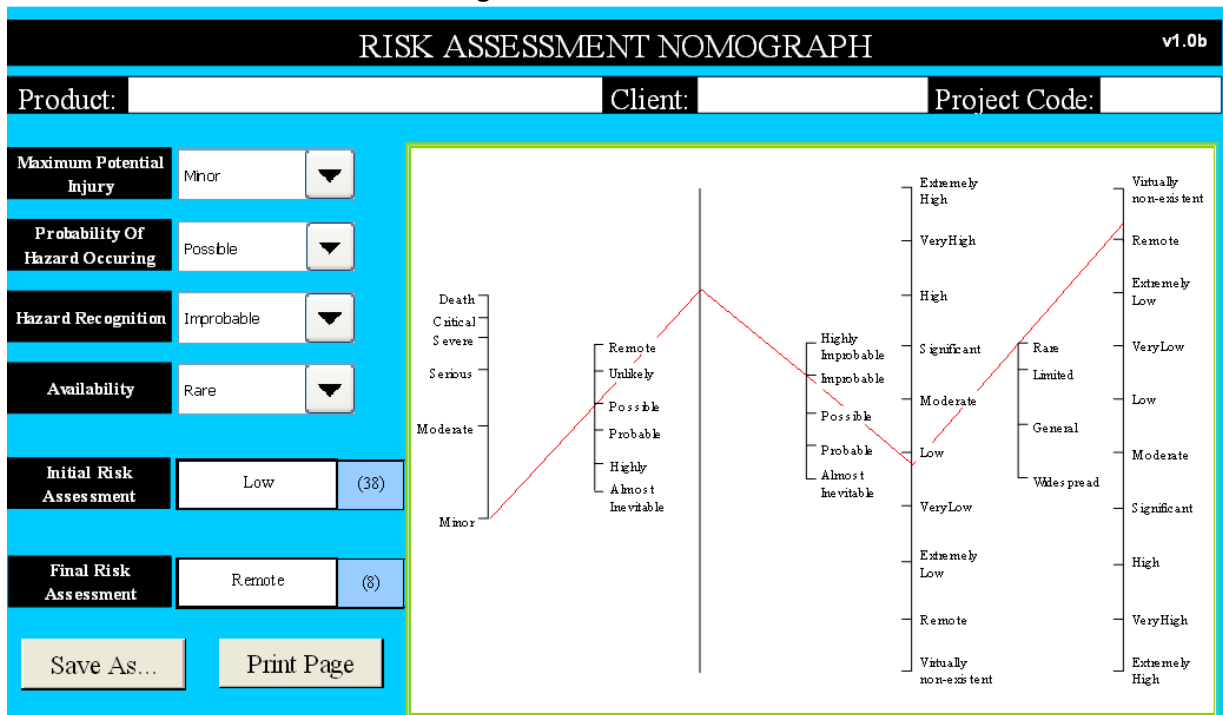 RISK ASSESSMENT NOMOGRAPH
v1.0b
Product:
Client:
Project Code:
Maximum Potential
Injury
Minor
Probability Of
Hazard Occuring
Possible
Hazard Recognition
Improbable
Availability
Rare
Initial Risk
Assessment
Low
(38)
Final Risk
Assessment
Remote
(8)
Save As...
Print Page
Death
Critical
Severe
Serious
Moderate
Minor
Remote
Unlikely
Possible
Probable
Highly
Almost
Inevitable
Highly
Improbable
Improbable
Possible
Probable
Almost
Inevitable
Extremely
High
Very High
High
Significant
Moderate
Low
Very Low
Extremely
Low
Remote
Virtually
non-existent
Rare
Limited
General
Widespread
Virtually
non-existent
Remote
Extremely
Low
Very Low
Low
Moderate
Significant
High
Very High
Extremely
High